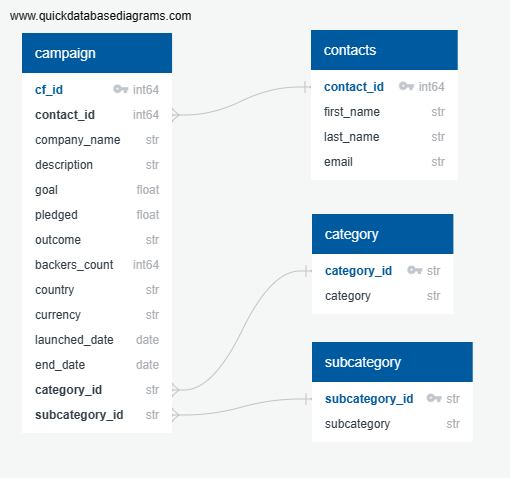 www.quickdatabasediagrams.com
campaign
cf_id int64
contact_id int64
company_name str
description str
goal float
pledged float
outcome str
backers_count int64
country str
currency str
launched_date date
end_date date
category_id str
subcategory_id str
contacts
contact_id int64
first_name str
last_name str
email str
category
category_id str
category str
subcategory
subcategory_id str
subcategory str